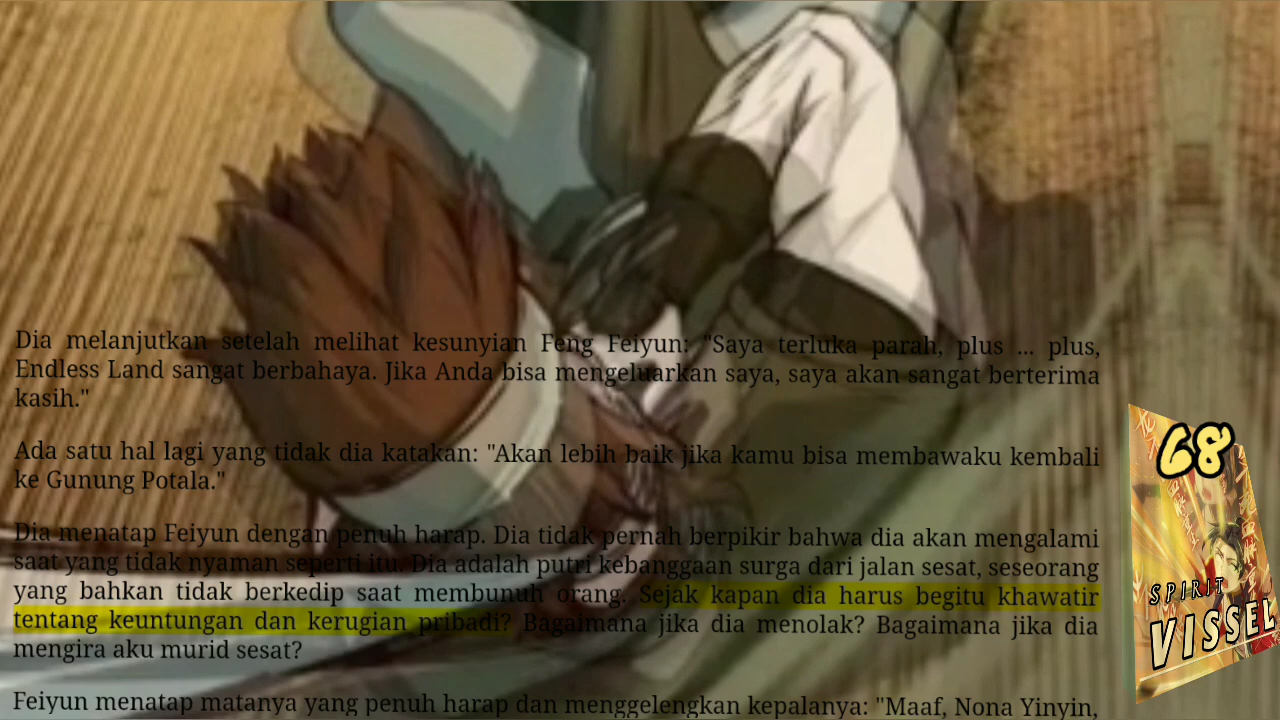 Dia melanjutkan setelah melihat kesunyian Feng Feiyun: "Saya terluka parah, plus ... plus,
Endless Land sangat berbahaya. Jika Anda bisa mengeluarkan saya, saya akan sangat berterima
kasih."
Ada satu hal lagi yang tidak dia katakan: "Akan lebih baik jika kamu bisa membawaku kembali
ke Gunung Potala."
Dia menatap Feiyun dengan penuh harap. Dia tidak pernah berpikir bahwa dia akan mengalami
saat yang tidak nyaman seperti itu. Dia adalah putri kebanggaan surga dari jalan sesat, seseorang
yang bahkan tidak berkedip saat membunuh orang. Sejak kapan dia harus begitu khawatir
tentang keuntungan dan kerugian pribadi? Bagaimana jika dia menolak? Bagaimana jika dia
mengira aku murid sesat?
Feiyun menatap matanya yang penuh harap dan menggelengkan kepalanya: "Maaf, Nona Yinyin,
68
SPIRIT
VISSEL